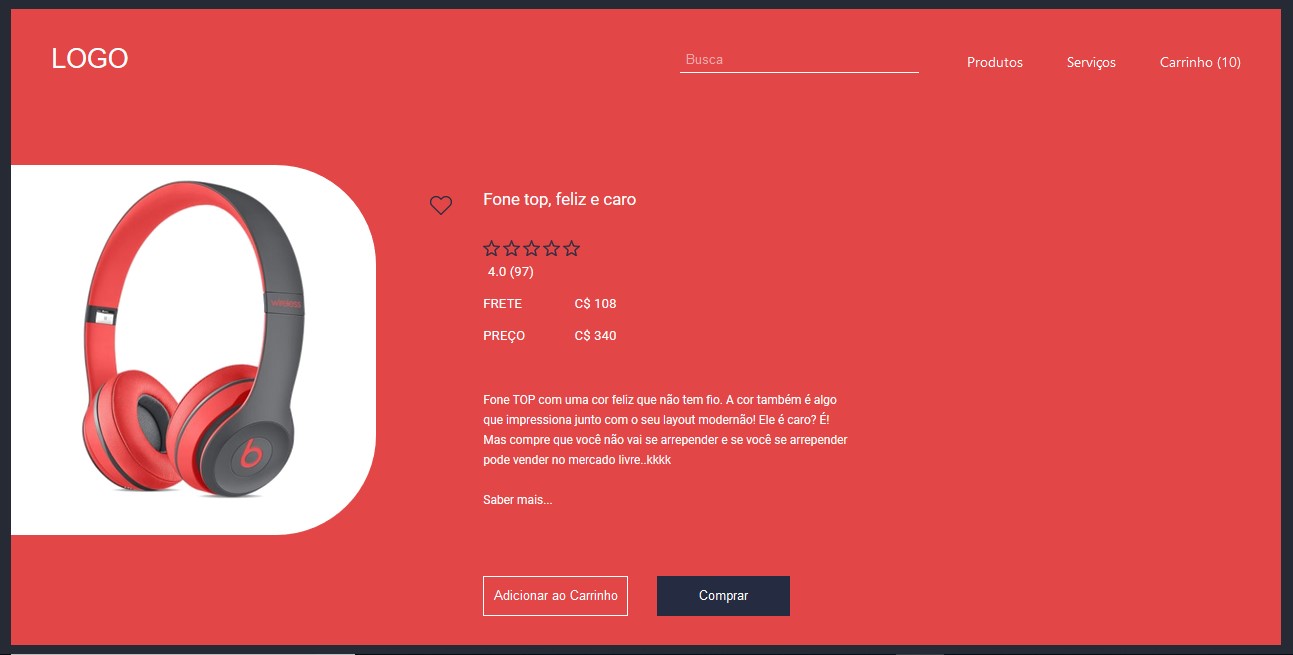 LOGO
Busca
Produtos
Serviços
Carrinho (10)
Fone top, feliz e caro
4.0 (97)
FRETE C$ 108
PREÇO C$ 340
Fone TOP com uma cor feliz que não tem fio. A cor também é algo
que impressiona junto com o seu layout modernão! Ele é caro? É!
Mas compre que você não vai se arrepender e se você se arrepender
pode vender no mercado livre..kkkk
Saber mais...
Adicionar ao Carrinho
Comprar
wireless
b